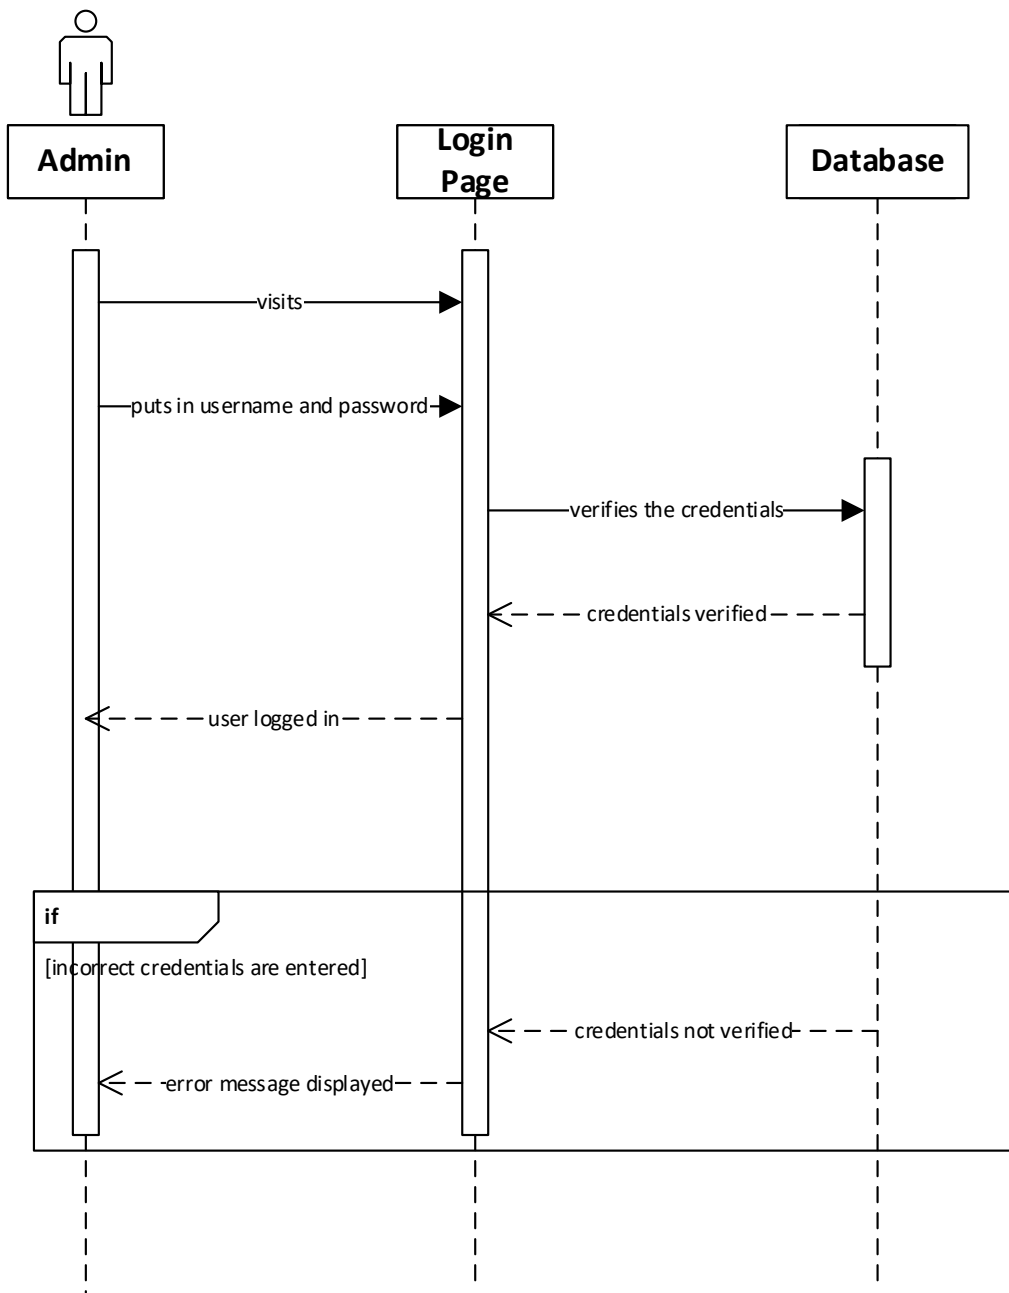 Admin
Login
Page
Database
visits
puts in username and password
verifies the credentials
credentials verified
user logged in
if
[incorrect credentials are entered]
credentials not verified
error message displayed